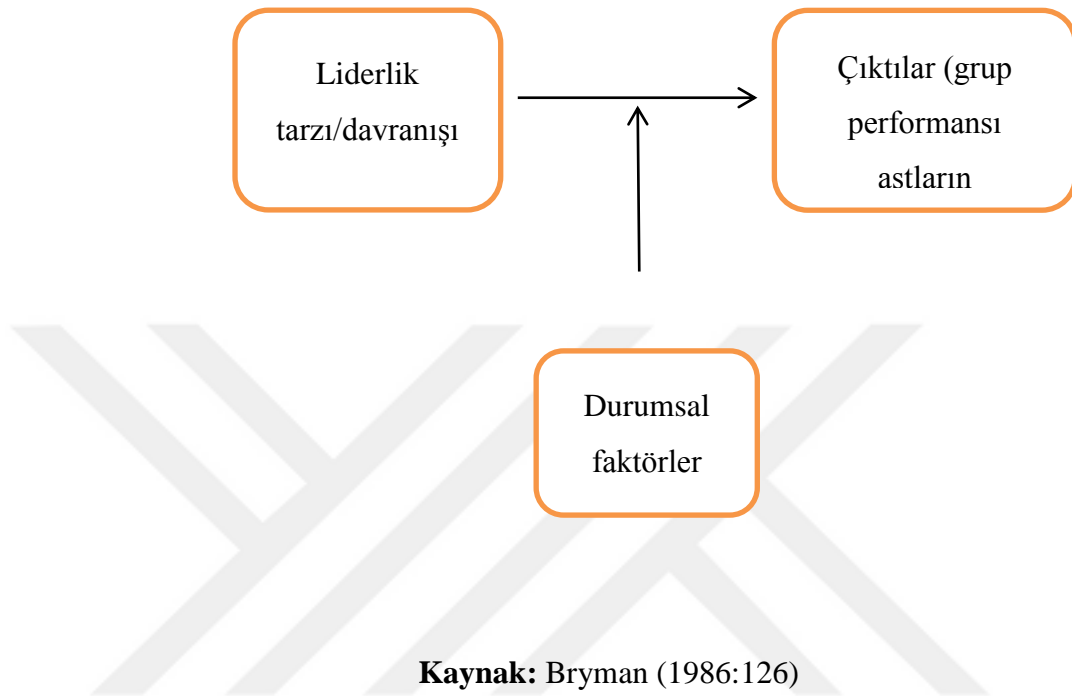 Liderlik
tarzı/davranışı
Çıktılar (grup
performansı
astların
Durumsal
faktörler
Kaynak: Bryman (1986:126)